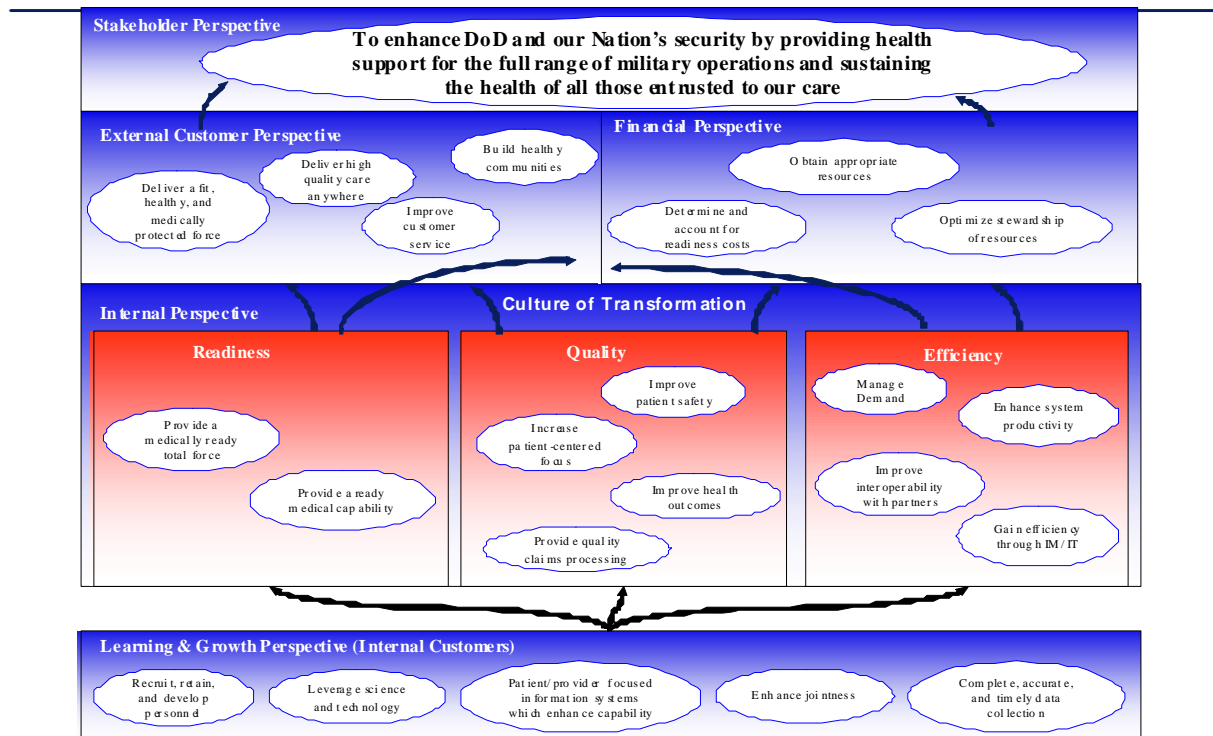 Stakeholder Perspective
To enhance DoD and our Nation's security by providing health
support for the full range of military operations and sustaining
the health of all those entrusted to our care
External Customer Perspective
Deliver a fit,
healthy, and
medically
protected force
Deliver high
quality care
anywhere
Build healthy
communities
Improve
customer
service
Financial Perspective
Obtain appropriate
resources
Determine and
account for
readiness costs
Optimize stewardship
of resources
Internal Perspective
Culture of Transformation
Readiness
Provide a
medically ready
total force
Provide a ready
medical capability
Quality
Improve
patient safety
Increase
patient-centered
focus
Improve health
outcomes
Provide quality
claims processing
Efficiency
Manage
Demand
Enhance system
productivity
Improve
interoperability
with partners
Gain efficiency
through IM/IT
Learning & Growth Perspective (Internal Customers)
Recruit, retain,
and develop
personnel
Leverage science
and technology
Patient/provider focused
information systems
which enhance capability
Enhance jointness
Complete, accurate,
and timely data
collection